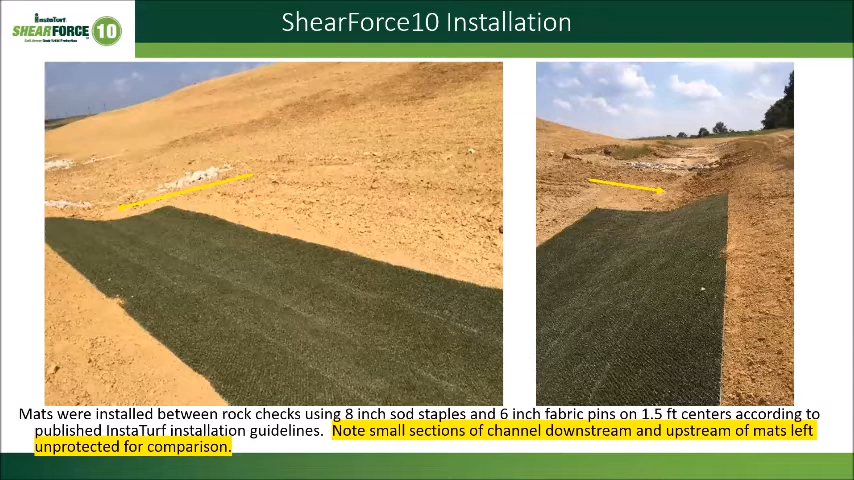 ShearForce10 Installation
InstaTurf
SHEARFORCE 10
Mats were installed between rock checks using 8 inch sod staples and 6 inch fabric pins on 1.5 ft centers according to
published InstaTurf installation guidelines. Note small sections of channel downstream and upstream of mats left
unprotected for comparison.